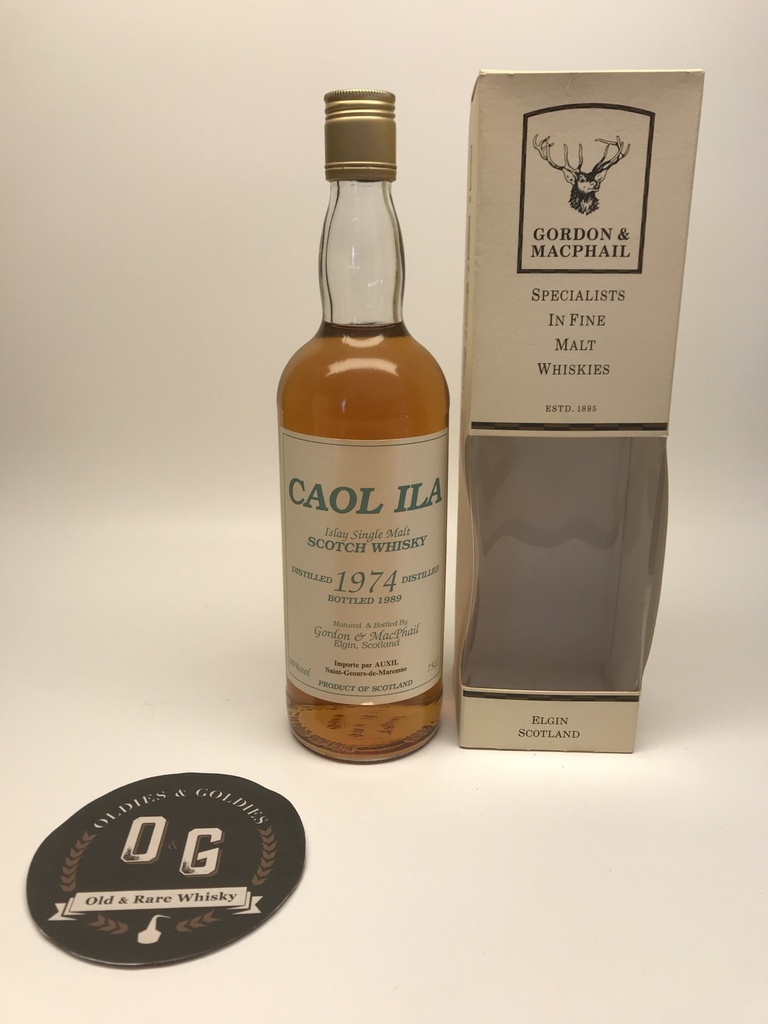 CAOL ILA
Islay Single Malt
SCOTCH WHISKY
DISTILLED 1974 DISTILLED
BOTTLED 1989
Matured & Bottled By
Gordon & MacPhail
Elgin, Scotland
Importe par AUXIL
Saint-Geours-de-Maremne
75cl
PRODUCT OF SCOTLAND
GORDON &
MACPHAIL
SPECIALISTS
IN FINE
MALT
WHISKIES
ESTD. 1895
ELGIN
SCOTLAND
OLDIES & GOLDIES
O & G
Old & Rare Whisky